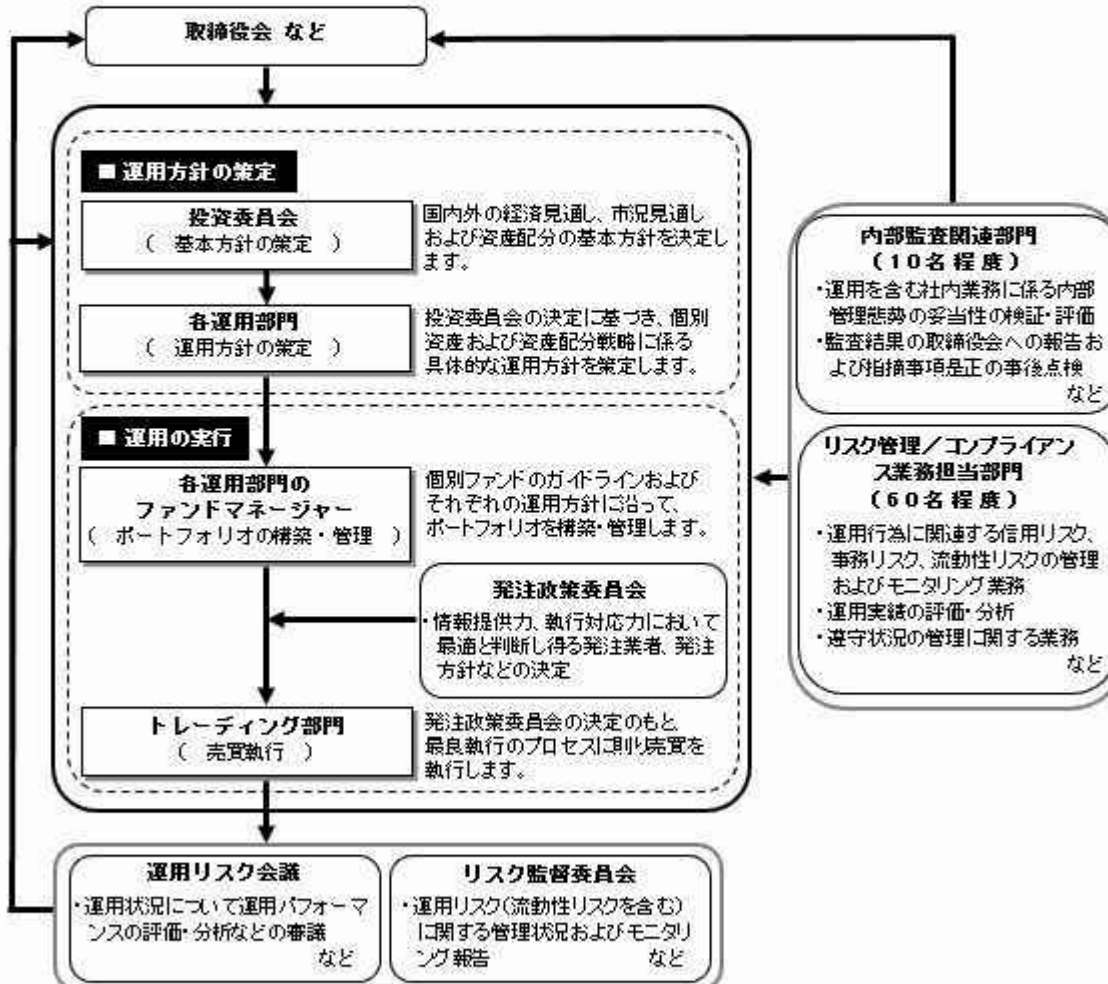 取締役会 など
■ 運用方針の策定
投資委員会
( 基本方針の策定 )
国内外の経済見通し、市況見通し
および資産配分の基本方針を決定し
ます。
各運用部門
( 運用方針の策定 )
投資委員会の決定に基づき、個別
資産および資産配分戦略に係る
具体的な運用方針を策定します。
■ 運用の実行
各運用部門の
ファンドマネージャー
( ポートフォリオの構築・管理 )
個別ファンドのガイドラインおよび
それぞれの運用方針に沿って、
ポートフォリオを構築・管理します。
発注政策委員会
・情報提供力、執行対応力において
最適と判断し得る発注業者、発注
方針などの決定
トレーディング部門
( 売買執行 )
発注政策委員会の決定のもと、
最良執行のプロセスに則り売買を
執行します。
内部監査関連部門
(10名程度)
・運用を含む社内業務に係る内部
管理態勢の妥当性の検証・評価
・監査結果の取締役会への報告お
よび指摘事項是正の事後点検
など
リスク管理/コンプライアン
ス業務担当部門
(60名程度)
・運用行為に関連する信用リスク、
事務リスク、流動性リスクの管理
およびモニタリング業務
・運用実績の評価・分析
・遵守状況の管理に関する業務
など
運用リスク会議
・運用状況について運用パフォーマ
ンスの評価・分析などの審議
など
リスク監督委員会
・運用リスク(流動性リスクを含む)
に関する管理状況およびモニタリ
ング報告 など